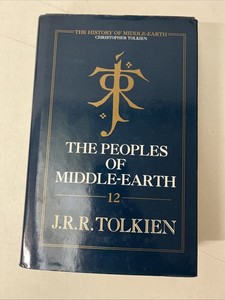 THE HISTORY OF MIDDLE-EARTH
CHRISTOPHER TOLKIEN
THE PEOPLES
OF
MIDDLE-EARTH
12
J.R.R. TOLKIEN